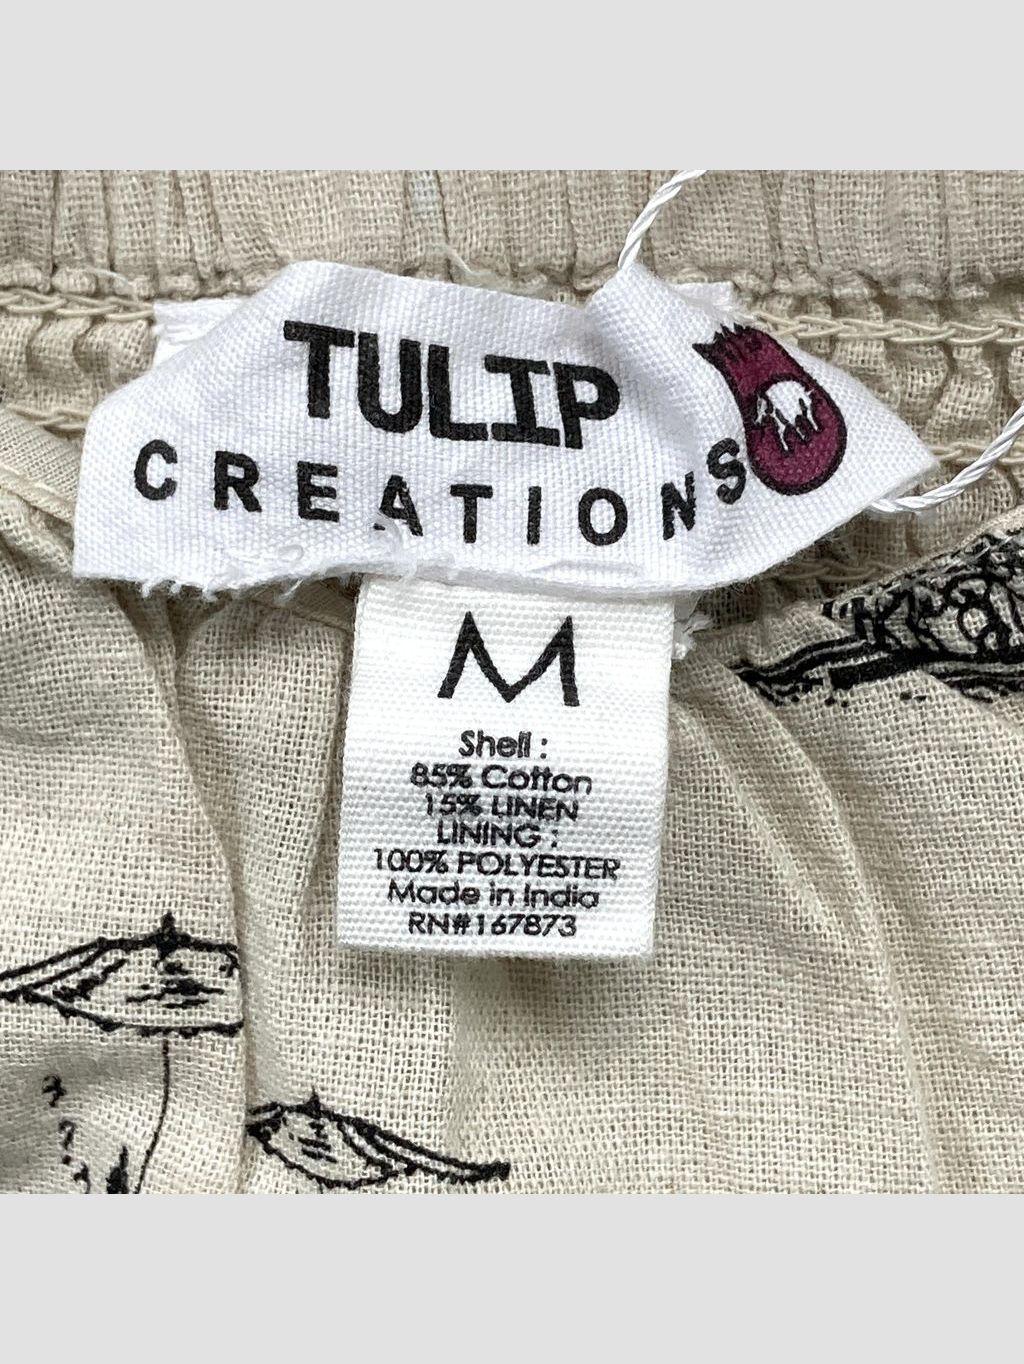 TULIP
CREATIONS
M
Shell :
85% Cotton
15% LINEN
LINING :
100% POLYESTER
Made in India
RN#167873